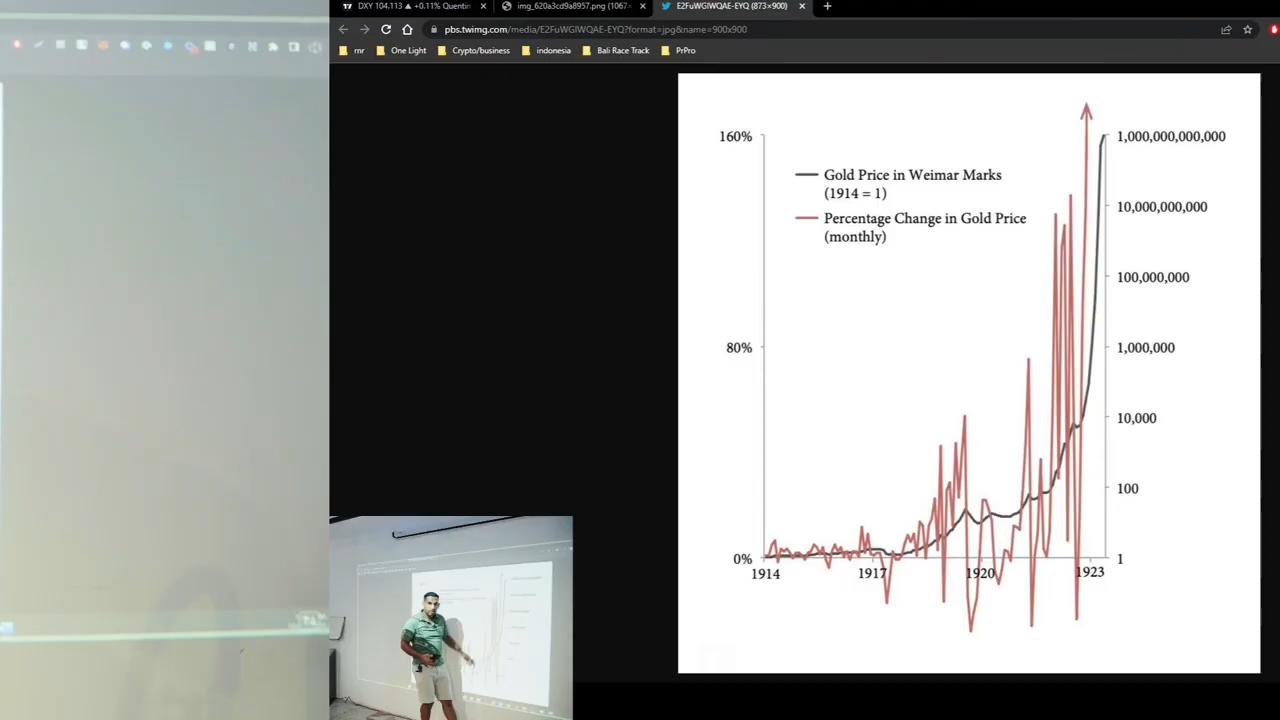 DXY 104.113 ▲ +0.11% Quentin
img_620a3cd9a8957.png (1067×
E2FuWGIWQAE-EYQ (873×900)
pbs.twimg.com/media/E2FuWGIWQAE-EYQ?format=jpg&name=900x900
mr
One Light
Crypto/business
indonesia
Bali Race Track
PrPro
160%
1,000,000,000,000
Gold Price in Weimar Marks
(1914 = 1)
10,000,000,000
Percentage Change in Gold Price
(monthly)
100,000,000
80%
1,000,000
10,000
100
0%
1
1914
1917
1920
1923